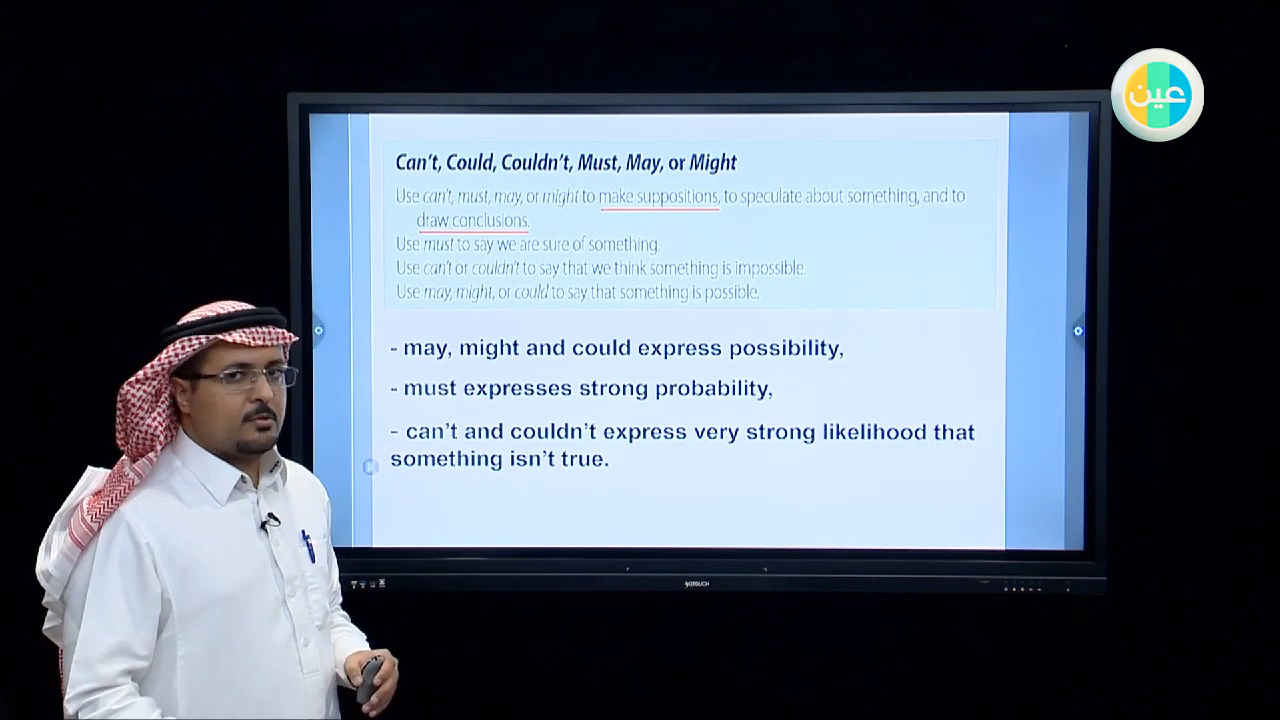 عين
Can't, Could, Couldn't, Must, May, or Might
Use can't, must, may, or might to make suppositions, to speculate about something, and to
draw conclusions.
Use must to say we are sure of something.
Use can't or couldn't to say that we think something is impossible.
Use may, might, or could to say that something is possible.
- may, might and could express possibility,
- must expresses strong probability,
- can't and couldn't express very strong likelihood that
something isn't true.